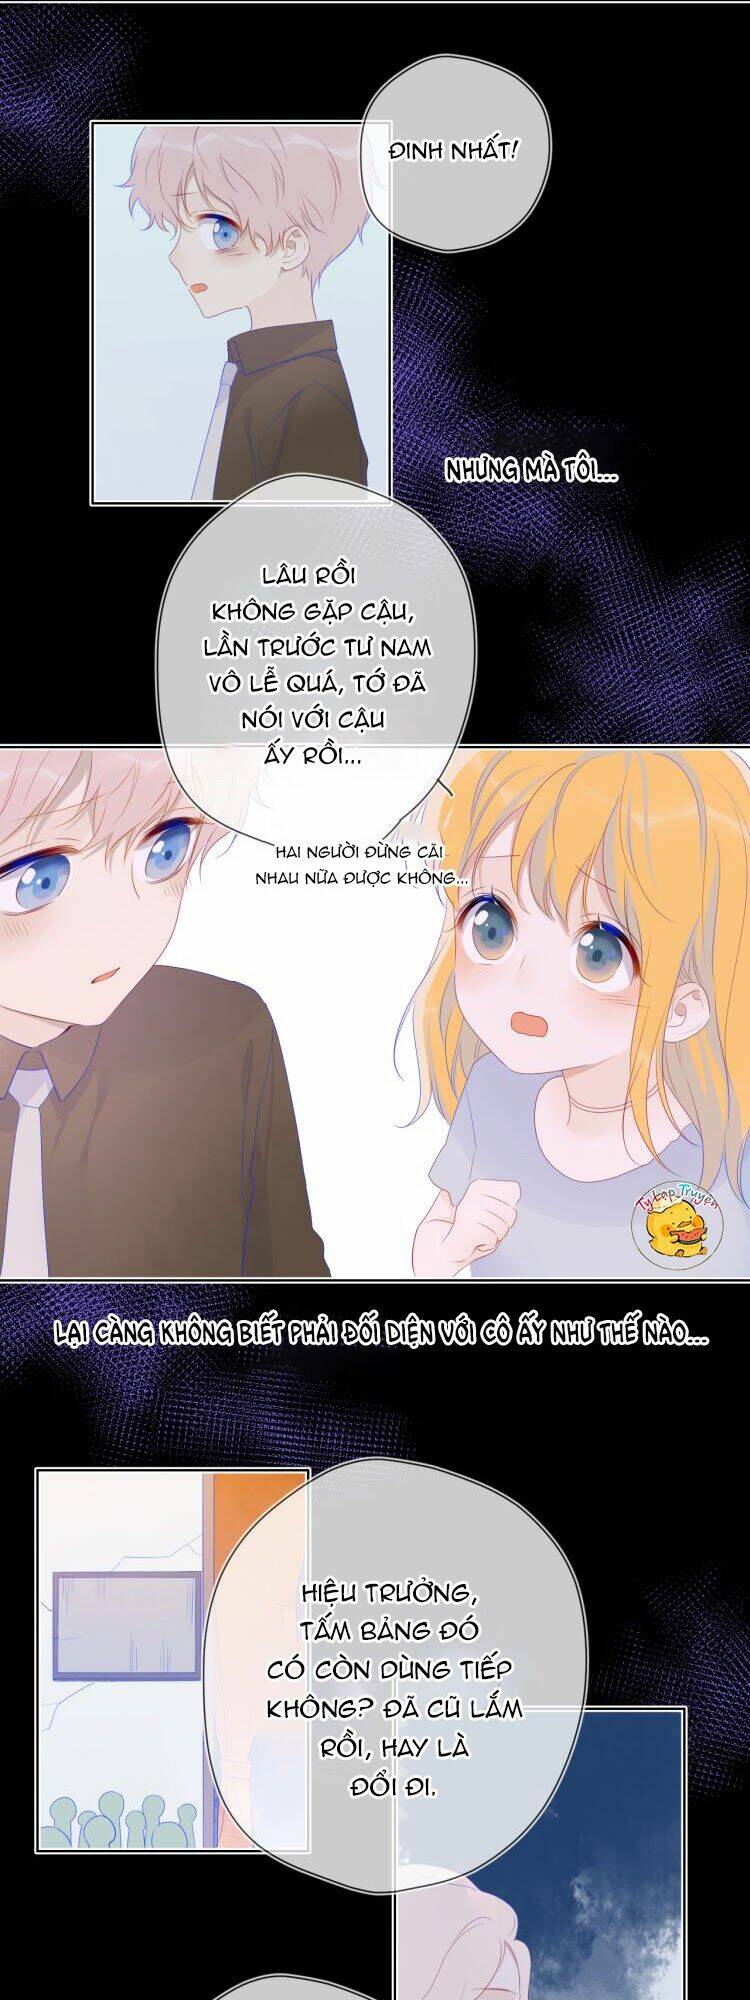 ĐINH NHẤT!
NHƯNG MÀ TÔI...
LÂU RỒI
KHÔNG GẶP CẬU,
LẦN TRƯỚC TƯ NAM
VÔ LỄ QUÁ, TỚ ĐÃ
NÓI VỚI CẬU
ẤY RỒI...
HAI NGƯỜI ĐỪNG CÃI
NHAU NỮA ĐƯỢC KHÔNG...
Ty Lap Truyện
LẠI CÀNG KHÔNG BIẾT PHẢI ĐỐI DIỆN VỚI CÔ ẤY NHƯ THẾ NÀO...
HIỆU TRƯỞNG,
TẤM BẢNG ĐÓ
CÓ CÒN DÙNG TIẾP
KHÔNG? ĐÃ CŨ LẮM
RỒI, HAY LÀ
ĐỔI ĐI.